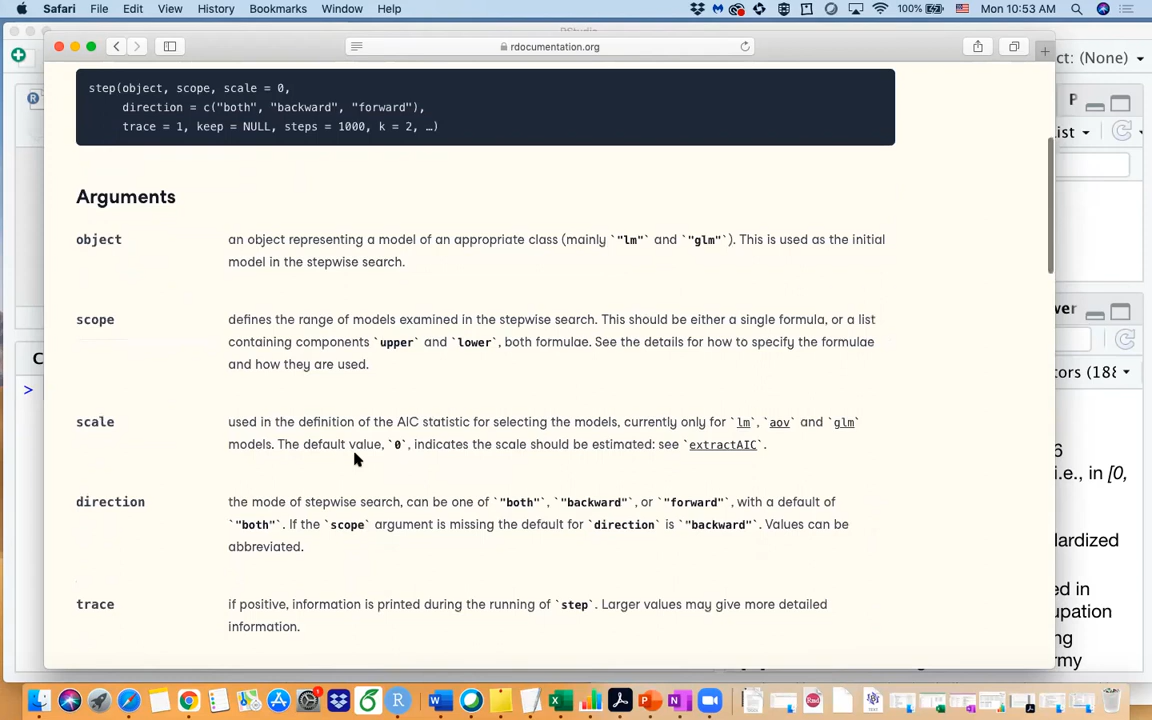 Safari File Edit View History Bookmarks Window Help 100% Mon 10:53 AM
RStudio
rdocumentation.org
ct: (None)
step(object, scope, scale = 0,
direction = c("both", "backward", "forward"),
trace = 1, keep = NULL, steps = 1000, k = 2, …)
Arguments
object
an object representing a model of an appropriate class (mainly `"lm"` and `"glm"`). This is used as the initial
model in the stepwise search.
scope
defines the range of models examined in the stepwise search. This should be either a single formula, or a list
containing components `upper` and `lower`, both formulae. See the details for how to specify the formulae
and how they are used.
scale
used in the definition of the AIC statistic for selecting the models, currently only for `lm`, `aov` and `glm`
models. The default value, `0`, indicates the scale should be estimated: see `extractAIC`.
direction
the mode of stepwise search, can be one of `"both"`, `"backward"`, or `"forward"`, with a default of
`"both"`. If the `scope` argument is missing the default for `direction` is `"backward"`. Values can be
abbreviated.
trace
if positive, information is printed during the running of `step`. Larger values may give more detailed
information.
R
C
>
P
ist
wer
tors (188
6
i.e., in [0,
dardized
ed in
upation
ng
my